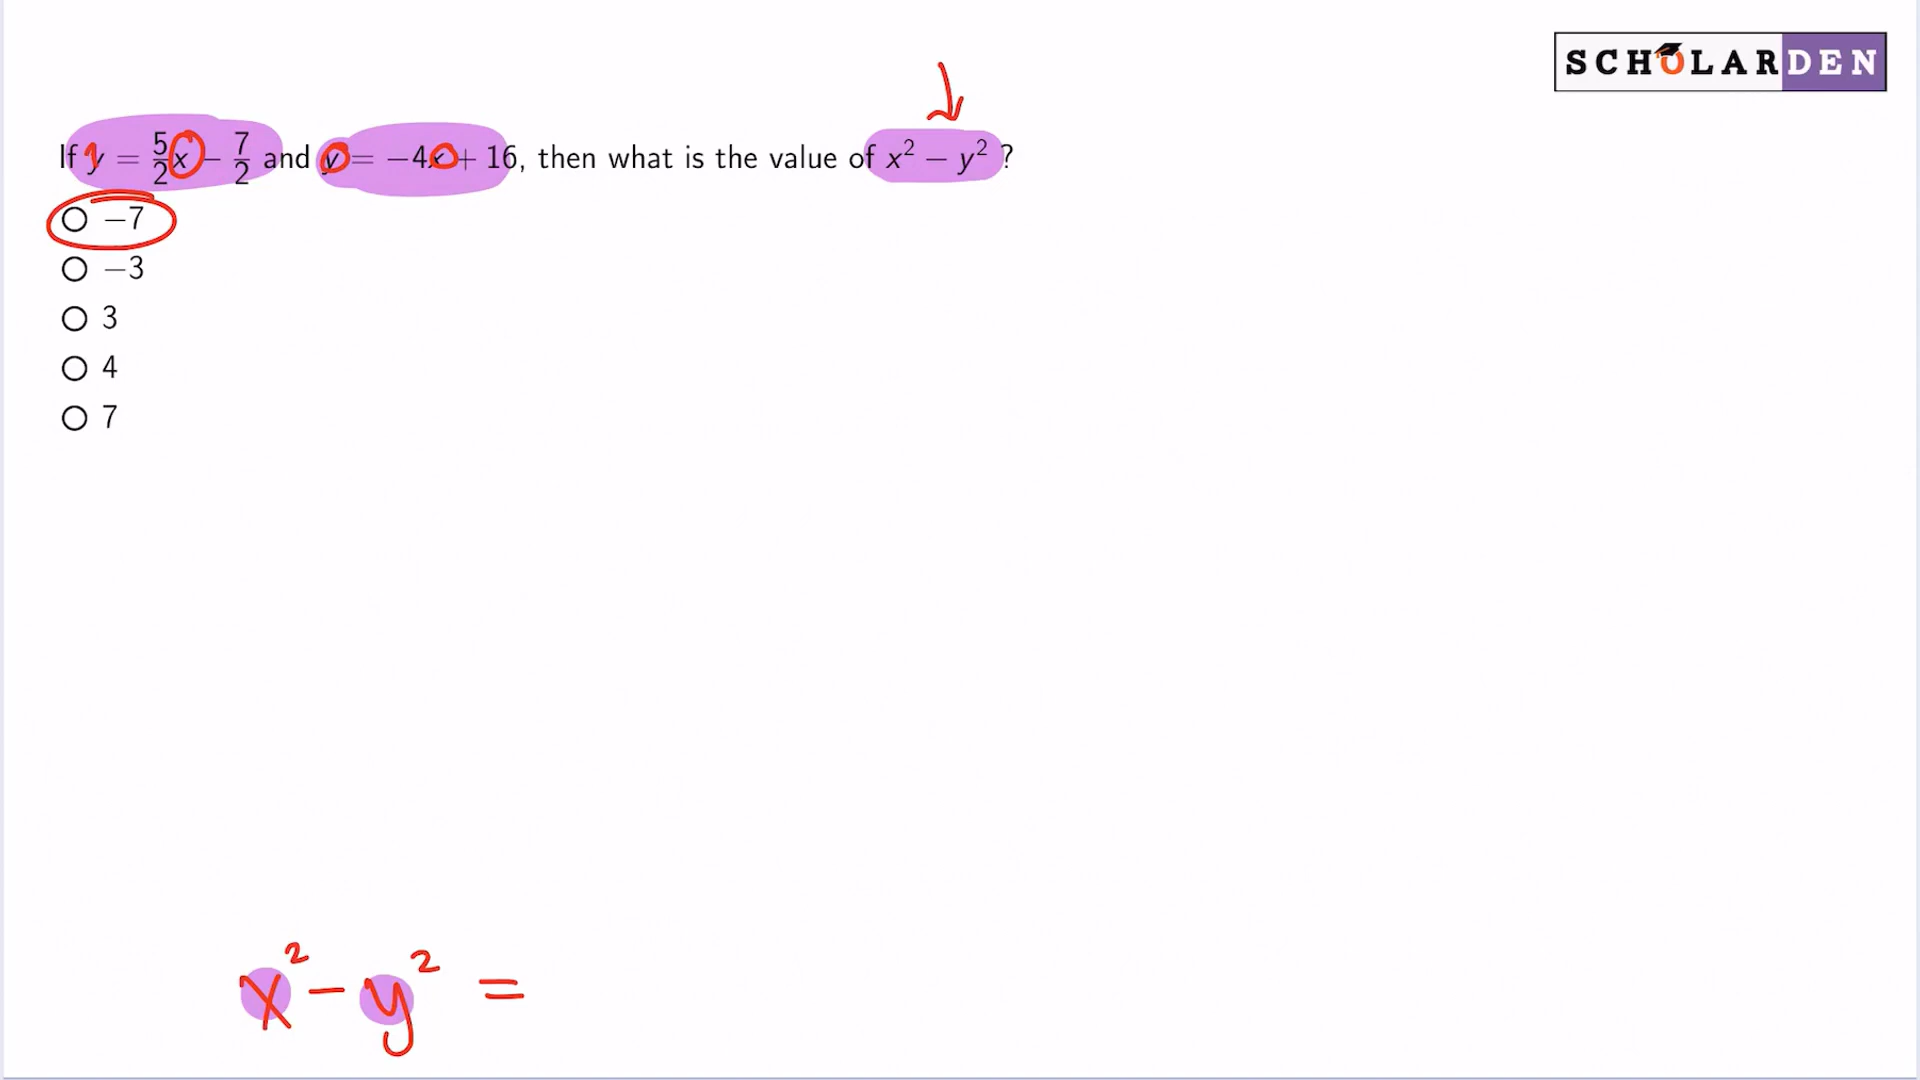 SCHOLARDEN
If y = 5/2x − 7/2 and y = −4x + 16, then what is the value of x² − y² ?
−7
−3
3
4
7
x² − y² =